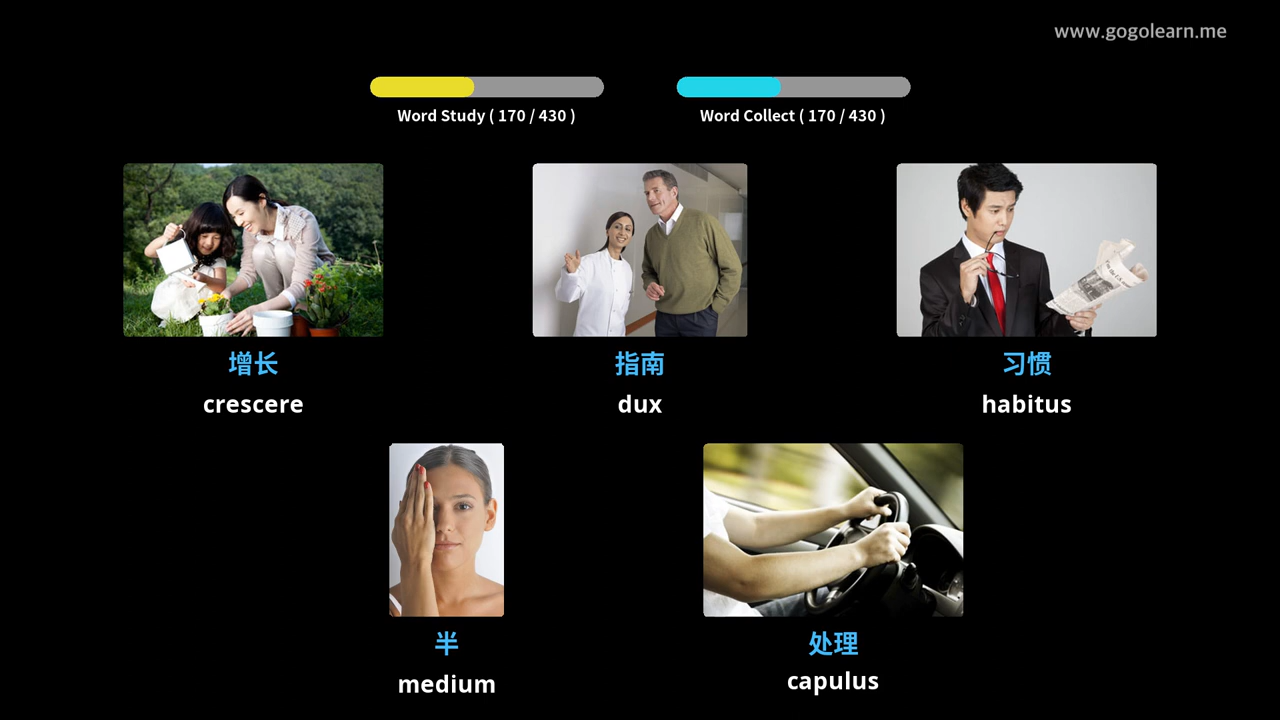 www.gogolearn.me
Word Study ( 170 / 430 )
Word Collect ( 170 / 430 )
增长
crescere
指南
dux
习惯
habitus
半
medium
处理
capulus